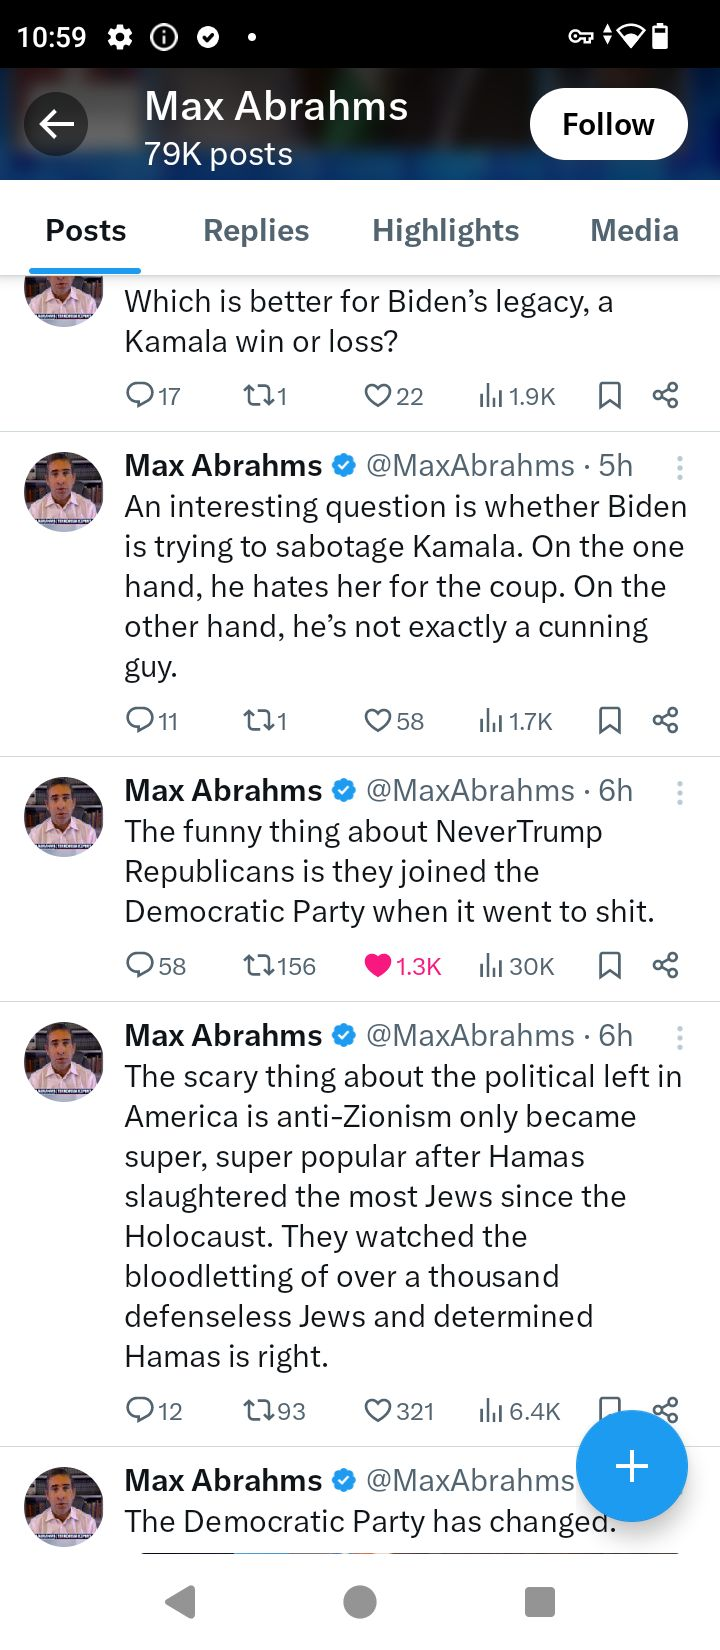 10:59
Max Abrahms
79K posts
Follow
Posts Replies Highlights Media
Which is better for Biden’s legacy, a
Kamala win or loss?
17 1 22 1.9K
Max Abrahms @MaxAbrahms · 5h
An interesting question is whether Biden
is trying to sabotage Kamala. On the one
hand, he hates her for the coup. On the
other hand, he’s not exactly a cunning
guy.
11 1 58 1.7K
Max Abrahms @MaxAbrahms · 6h
The funny thing about NeverTrump
Republicans is they joined the
Democratic Party when it went to shit.
58 156 1.3K 30K
Max Abrahms @MaxAbrahms · 6h
The scary thing about the political left in
America is anti-Zionism only became
super, super popular after Hamas
slaughtered the most Jews since the
Holocaust. They watched the
bloodletting of over a thousand
defenseless Jews and determined
Hamas is right.
12 93 321 6.4K
Max Abrahms @MaxAbrahms
The Democratic Party has changed.